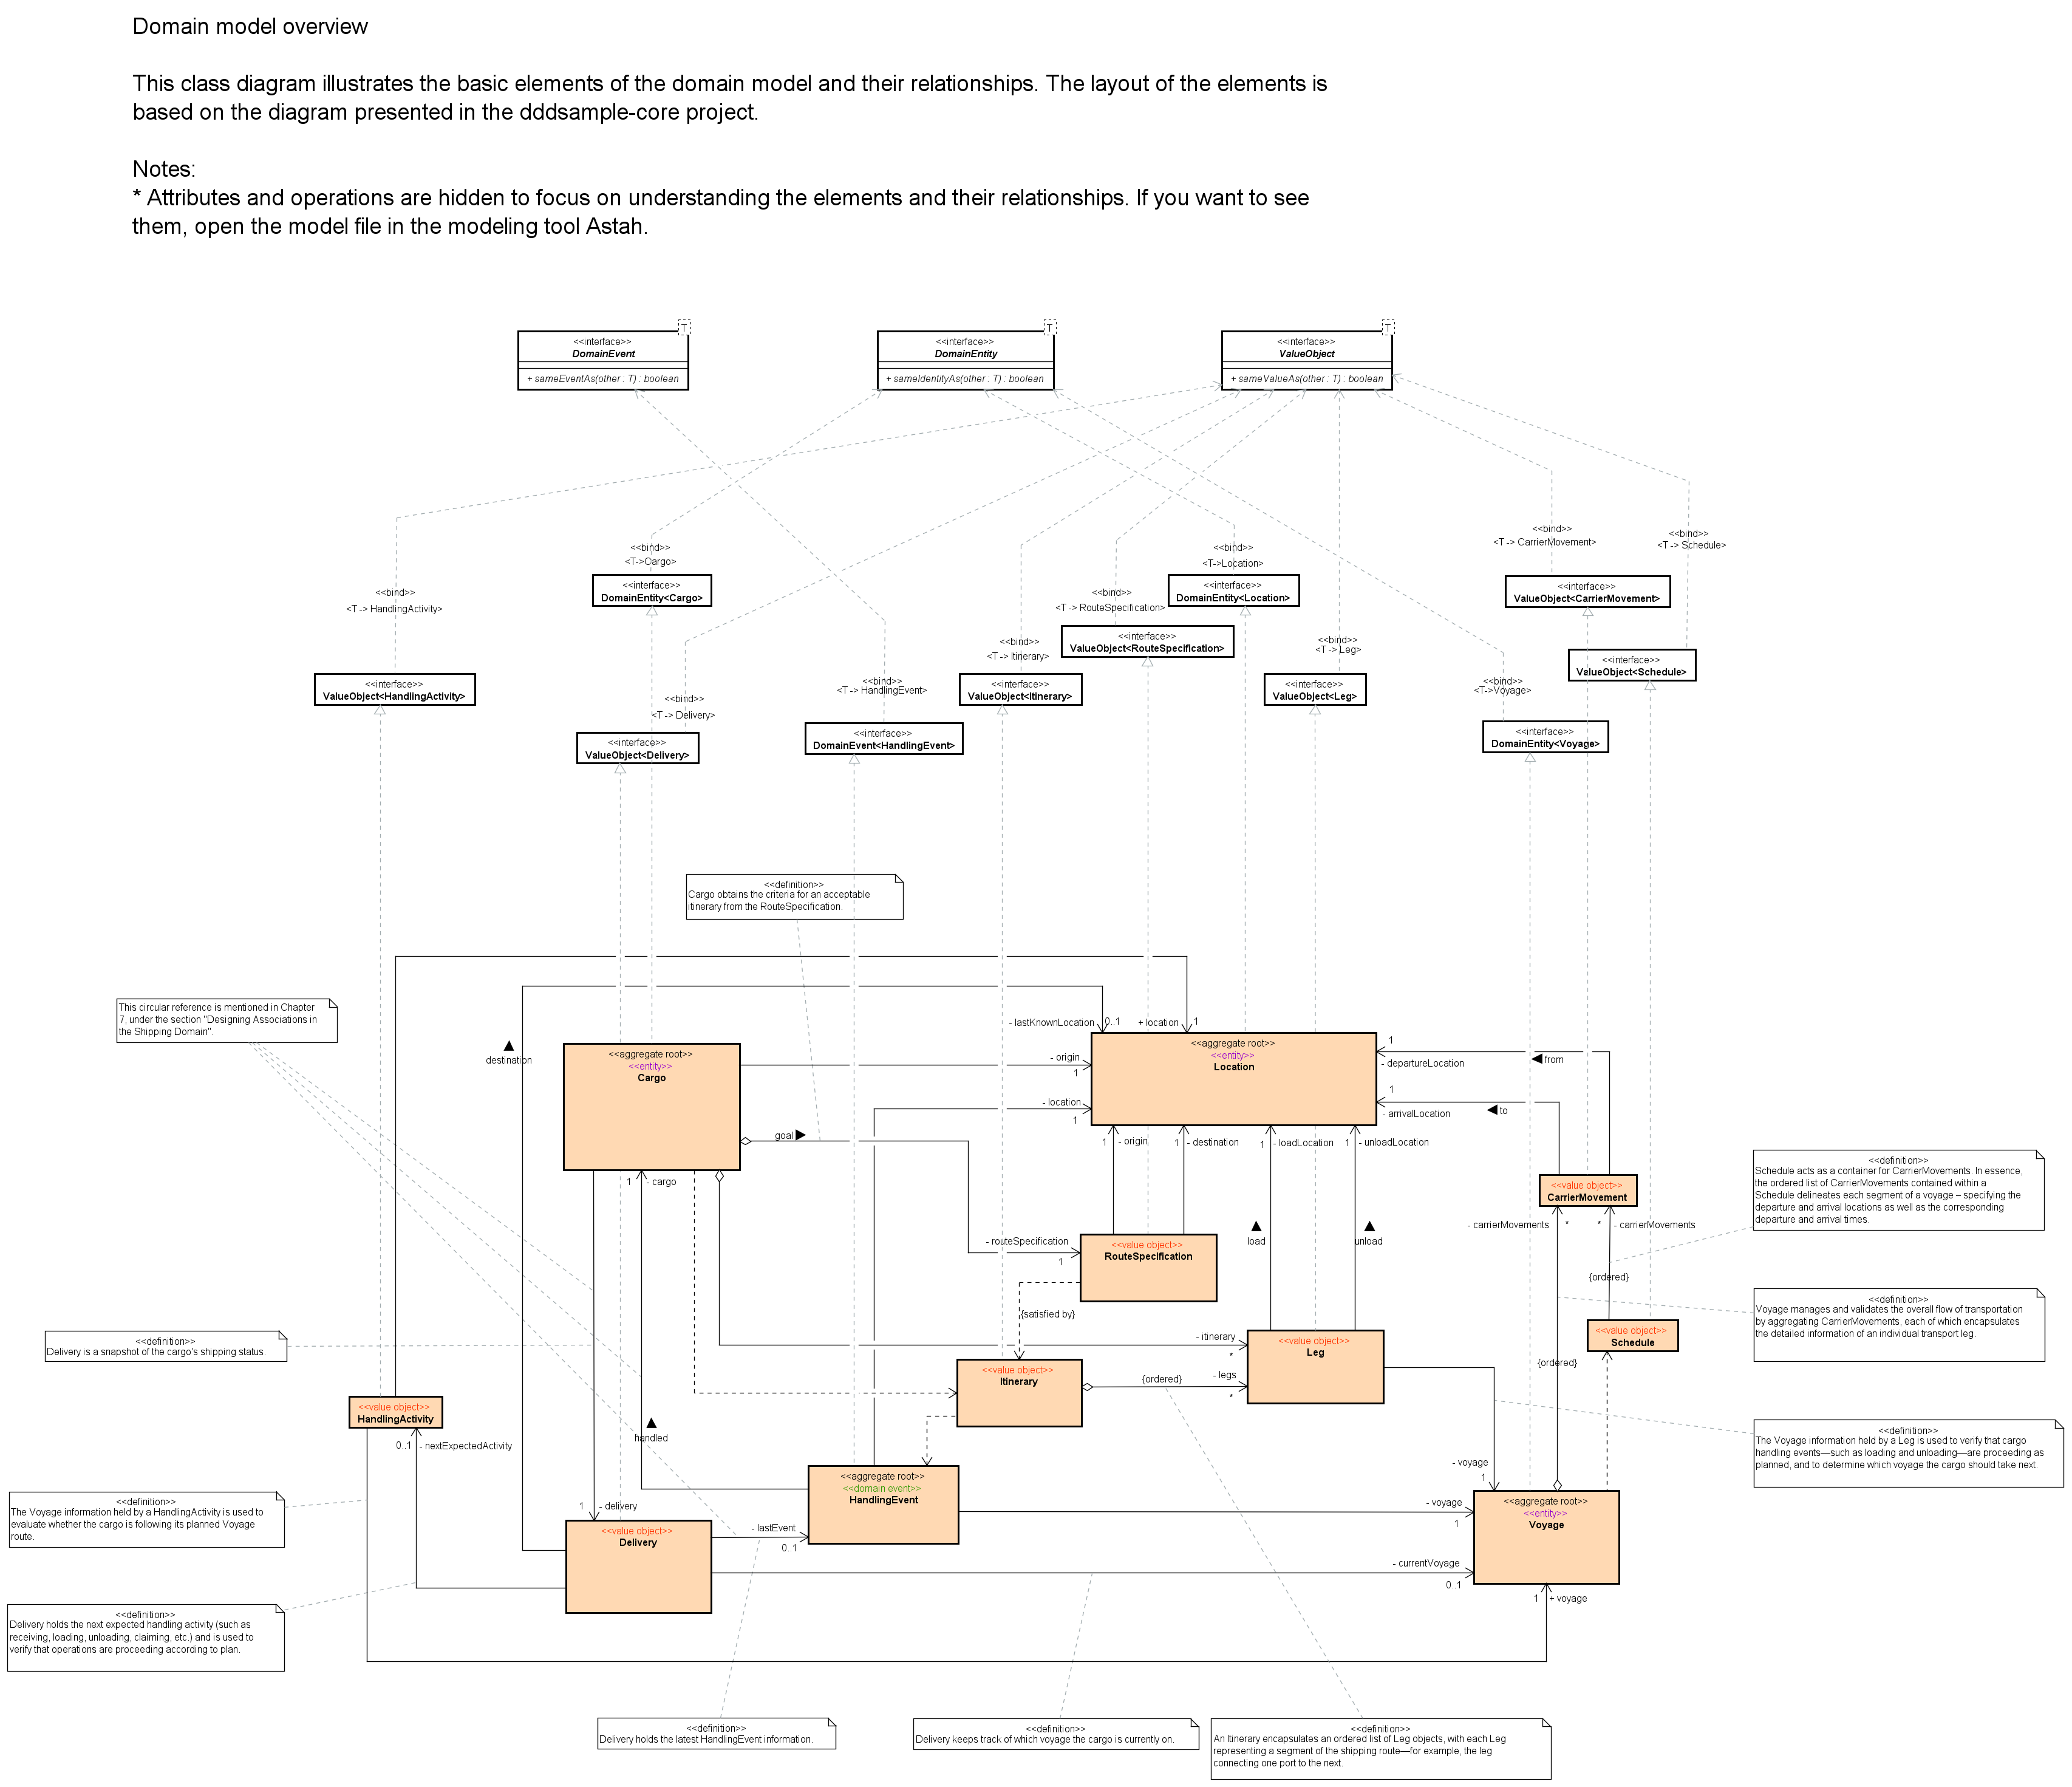 Domain model overview
This class diagram illustrates the basic elements of the domain model and their relationships. The layout of the elements is
based on the diagram presented in the dddsample-core project.
Notes:
* Attributes and operations are hidden to focus on understanding the elements and their relationships. If you want to see
them, open the model file in the modeling tool Astah.
T
<<interface>>
DomainEvent
+ sameEventAs(other : T) : boolean
T
<<interface>>
DomainEntity
+ sameIdentityAs(other : T) : boolean
T
<<interface>>
ValueObject
+ sameValueAs(other : T) : boolean
<<bind>>
<T -> HandlingActivity>
<<bind>>
<T->Cargo>
<<bind>>
<T -> Delivery>
<<bind>>
<T -> HandlingEvent>
<<bind>>
<T -> Itinerary>
<<bind>>
<T -> RouteSpecification>
<<bind>>
<T->Location>
<<bind>>
<T -> Leg>
<<bind>>
<T->Voyage>
<<bind>>
<T -> CarrierMovement>
<<bind>>
<T -> Schedule>
<<interface>>
DomainEntity<Cargo>
<<interface>>
DomainEntity<Location>
<<interface>>
ValueObject<CarrierMovement>
<<interface>>
ValueObject<RouteSpecification>
<<interface>>
ValueObject<Schedule>
<<interface>>
ValueObject<HandlingActivity>
<<interface>>
ValueObject<Itinerary>
<<interface>>
ValueObject<Leg>
<<interface>>
ValueObject<Delivery>
<<interface>>
DomainEvent<HandlingEvent>
<<interface>>
DomainEntity<Voyage>
<<definition>>
Cargo obtains the criteria for an acceptable
itinerary from the RouteSpecification.
This circular reference is mentioned in Chapter
7, under the section "Designing Associations in
the Shipping Domain".
▲
destination
- lastKnownLocation
0..1
+ location
1
<<aggregate root>>
<<entity>>
Cargo
- origin
1
- location
1
<<aggregate root>>
<<entity>>
Location
1
- departureLocation
◀ from
1
- arrivalLocation
◀ to
goal ▶
1
- origin
1
- destination
1
- loadLocation
1
- unloadLocation
1
- cargo
<<definition>>
Schedule acts as a container for CarrierMovements. In essence,
the ordered list of CarrierMovements contained within a
Schedule delineates each segment of a voyage – specifying the
departure and arrival locations as well as the corresponding
departure and arrival times.
<<value object>>
CarrierMovement
- carrierMovements
*
*
- carrierMovements
- routeSpecification
1
<<value object>>
RouteSpecification
▲
load
▲
unload
{ordered}
{satisfied by}
<<definition>>
Voyage manages and validates the overall flow of transportation
by aggregating CarrierMovements, each of which encapsulates
the detailed information of an individual transport leg.
<<definition>>
Delivery is a snapshot of the cargo's shipping status.
- itinerary
*
<<value object>>
Leg
<<value object>>
Schedule
{ordered}
<<value object>>
Itinerary
{ordered}
- legs
*
<<value object>>
HandlingActivity
0..1
- nextExpectedActivity
▲
handled
<<definition>>
The Voyage information held by a Leg is used to verify that cargo
handling events—such as loading and unloading—are proceeding as
planned, and to determine which voyage the cargo should take next.
- voyage
1
<<aggregate root>>
<<domain event>>
HandlingEvent
<<definition>>
The Voyage information held by a HandlingActivity is used to
evaluate whether the cargo is following its planned Voyage
route.
1
- delivery
<<value object>>
Delivery
- lastEvent
0..1
- voyage
1
<<aggregate root>>
<<entity>>
Voyage
- currentVoyage
0..1
1
+ voyage
<<definition>>
Delivery holds the next expected handling activity (such as
receiving, loading, unloading, claiming, etc.) and is used to
verify that operations are proceeding according to plan.
<<definition>>
Delivery holds the latest HandlingEvent information.
<<definition>>
Delivery keeps track of which voyage the cargo is currently on.
<<definition>>
An Itinerary encapsulates an ordered list of Leg objects, with each Leg
representing a segment of the shipping route—for example, the leg
connecting one port to the next.